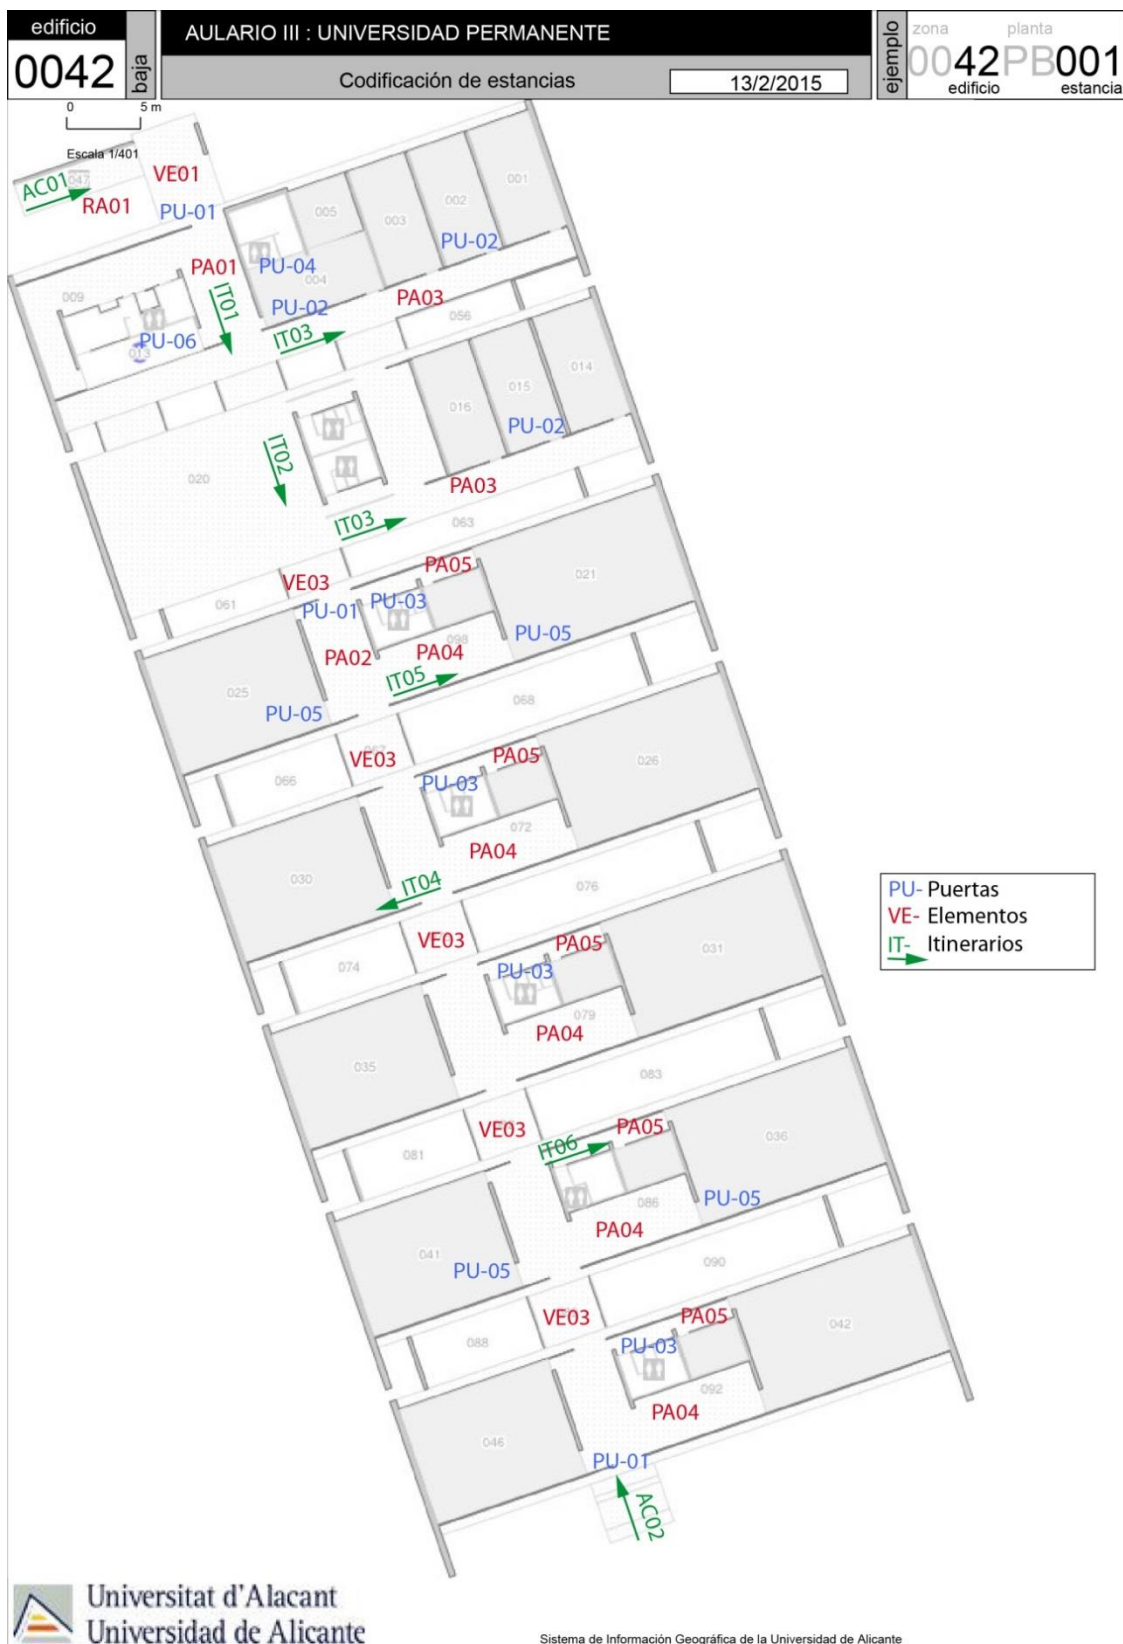 edificio
0042
baja
AULARIO III : UNIVERSIDAD PERMANENTE
Codificación de estancias
13/2/2015
ejemplo
zona planta
0042PB001
edificio estancia
0 5 m
Escala 1/401
AC01
047
RA01
VE01
PU-01
001
002
003
005
PU-02
PU-04
004
PA01
009
IT01
PU-02
PA03
056
IT03
PU-06
013
014
015
016
PU-02
020
IT02
PA03
IT03
063
VE03
061
PU-01
PU-03
PA05
021
PU-05
098
PA02
PA04
IT05
025
PU-05
068
067
VE03
066
PU-03
PA05
026
072
PA04
030
IT04
076
VE03
074
PU-03
PA05
031
079
PA04
035
083
VE03
081
IT06
PA05
036
PU-05
086
PA04
041
PU-05
090
VE03
088
PU-03
PA05
042
092
PA04
046
PU-01
AC02
PU- Puertas
VE- Elementos
IT- Itinerarios
Universitat d'Alacant
Universidad de Alicante
Sistema de Información Geográfica de la Universidad de Alicante